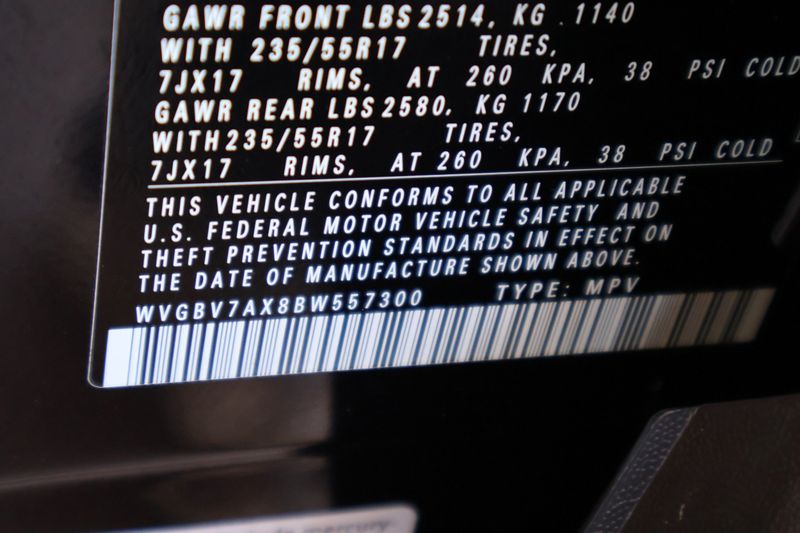 GAWR FRONT LBS 2514, KG . 1140
WITH 235/55R17 TIRES,
7JX17 RIMS, AT 260 KPA, 38 PSI COLD
GAWR REAR LBS 2580, KG 1170
WITH 235/55R17 TIRES,
7JX17 RIMS, AT 260 KPA, 38 PSI COLD
THIS VEHICLE CONFORMS TO ALL APPLICABLE
U.S. FEDERAL MOTOR VEHICLE SAFETY AND
THEFT PREVENTION STANDARDS IN EFFECT ON
THE DATE OF MANUFACTURE SHOWN ABOVE.
WVGBV7AX8BW557300 TYPE: MPV
mercury